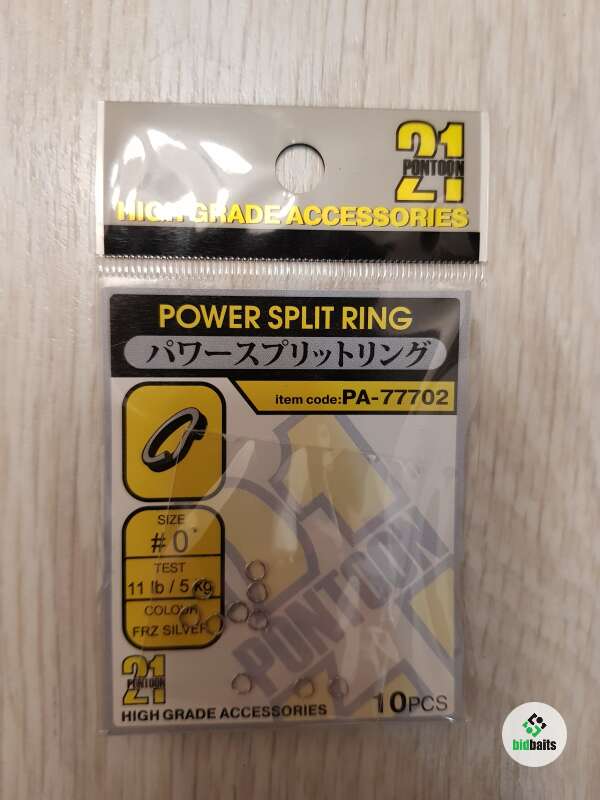 21
PONTOON
HIGH GRADE ACCESSORIES
POWER SPLIT RING
パワースプリットリング
item code:PA-77702
SIZE
#0
TEST
11 lb / 5 kg
COLOUR
FRZ SILVER
21
PONTOON
HIGH GRADE ACCESSORIES
PONTOON
10PCS
bidbaits